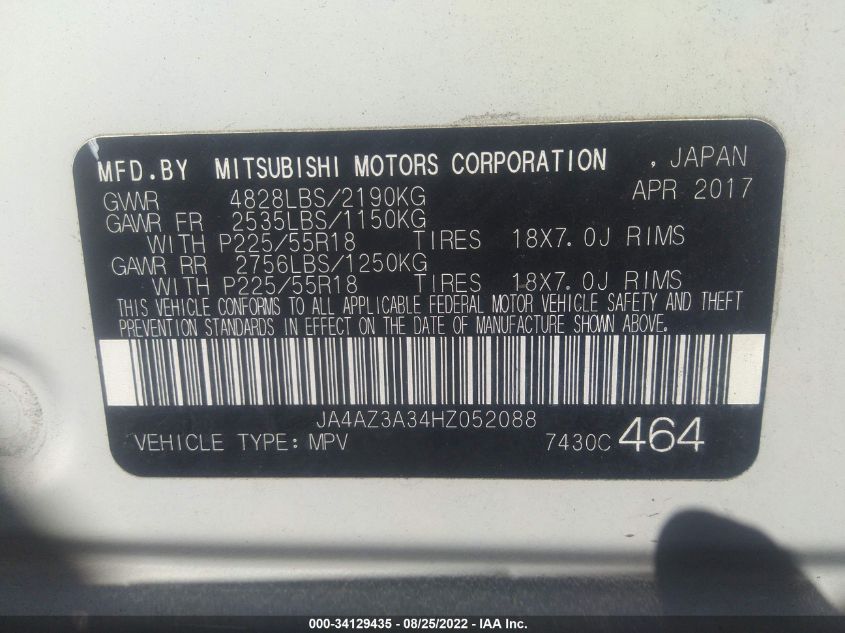 MFD.BY MITSUBISHI MOTORS CORPORATION , JAPAN
GVWR 4828LBS/2190KG APR 2017
GAWR FR 2535LBS/1150KG
WITH P225/55R18 TIRES 18X7.0J RIMS
GAWR RR 2756LBS/1250KG
WITH P225/55R18 TIRES 18X7.0J RIMS
THIS VEHICLE CONFORMS TO ALL APPLICABLE FEDERAL MOTOR VEHICLE SAFETY AND THEFT
PREVENTION STANDARDS IN EFFECT ON THE DATE OF MANUFACTURE SHOWN ABOVE.
JA4AZ3A34HZ052088
VEHICLE TYPE: MPV 7430C 464
000-34129435 - 08/25/2022 - IAA Inc.